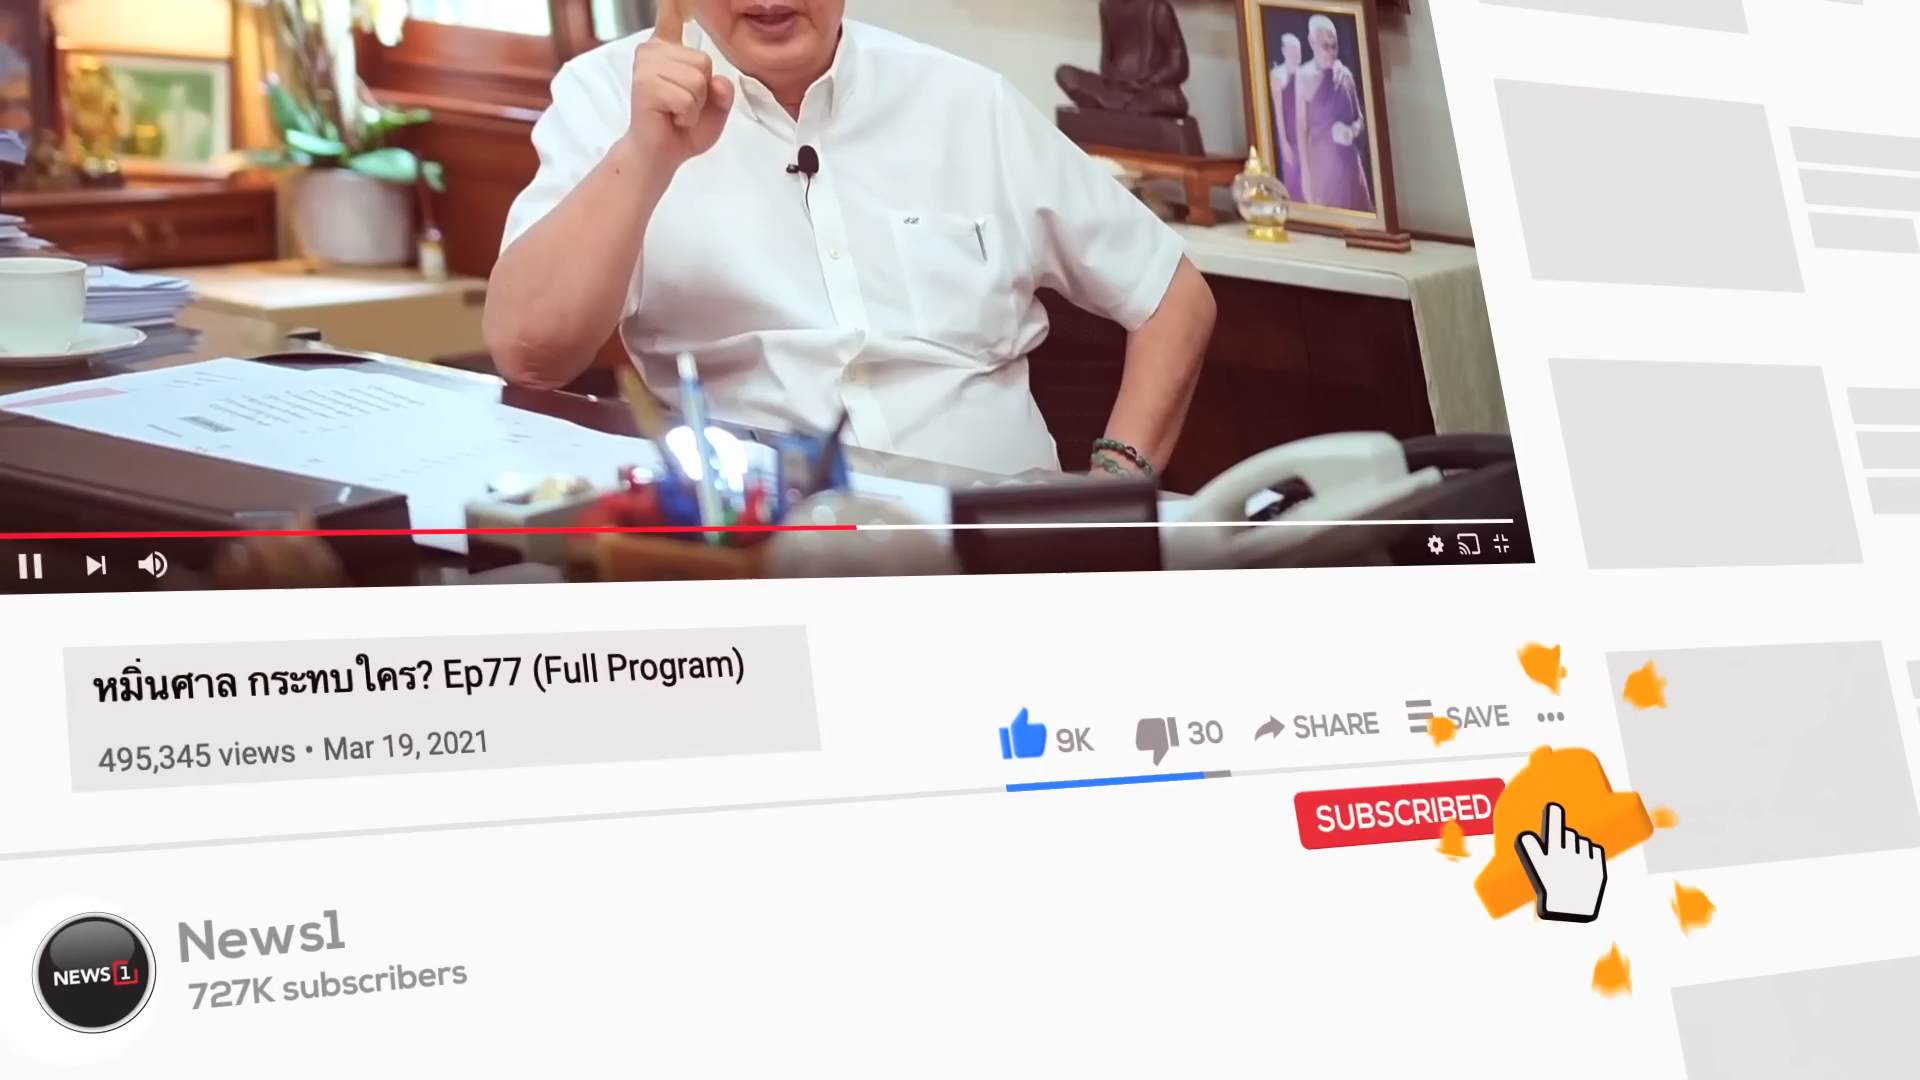 หมิ่นศาล กระทบใคร? Ep77 (Full Program)
495,345 views • Mar 19, 2021
9K
30
SHARE
SAVE
SUBSCRIBED
NEWS 1
News1
727K subscribers